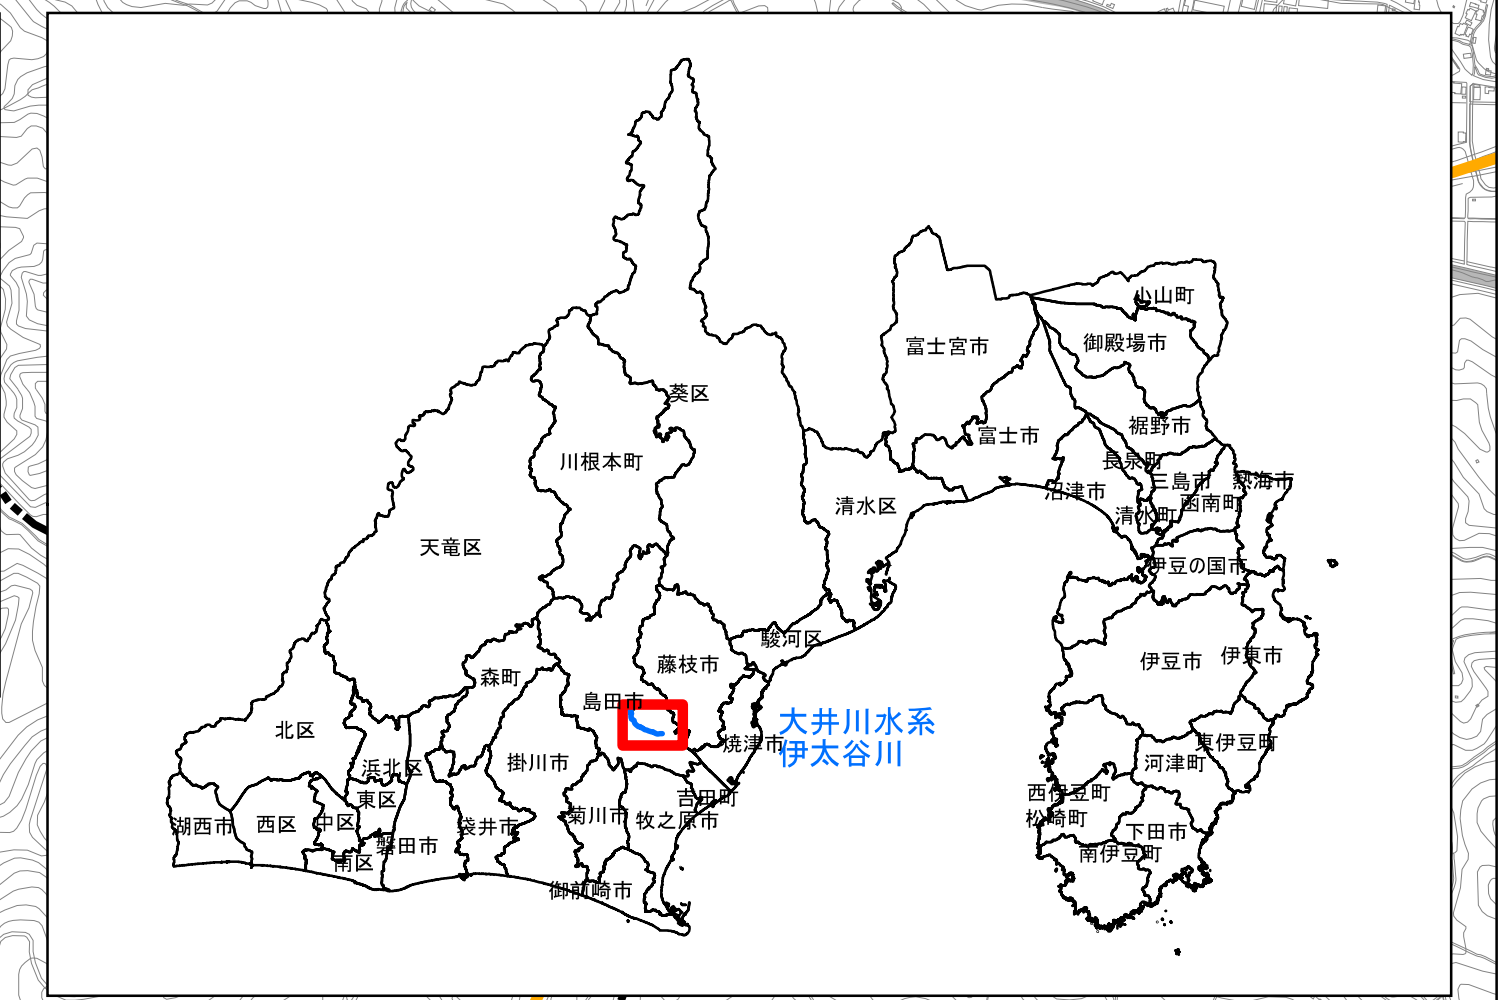 小山町
御殿場市
富士宮市
葵区
裾野市
富士市
川根本町
長泉町
三島市
熱海市
沼津市
函南町
清水区
清水町
天竜区
伊豆の国市
駿河区
伊東市
伊豆市
藤枝市
森町
島田市
大井川水系
伊太谷川
北区
焼津市
東伊豆町
掛川市
河津町
浜北区
西伊豆町
東区
吉田町
菊川市
牧之原市
松崎町
湖西市
西区
中区
袋井市
下田市
磐田市
南伊豆町
南区
御前崎市